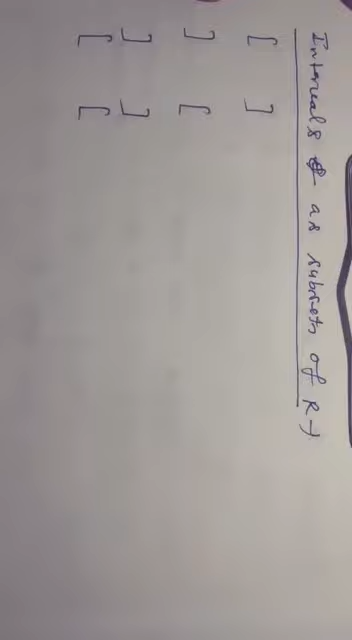 Intervals as subsets of R →
[ ]
] [
] ]
[ [